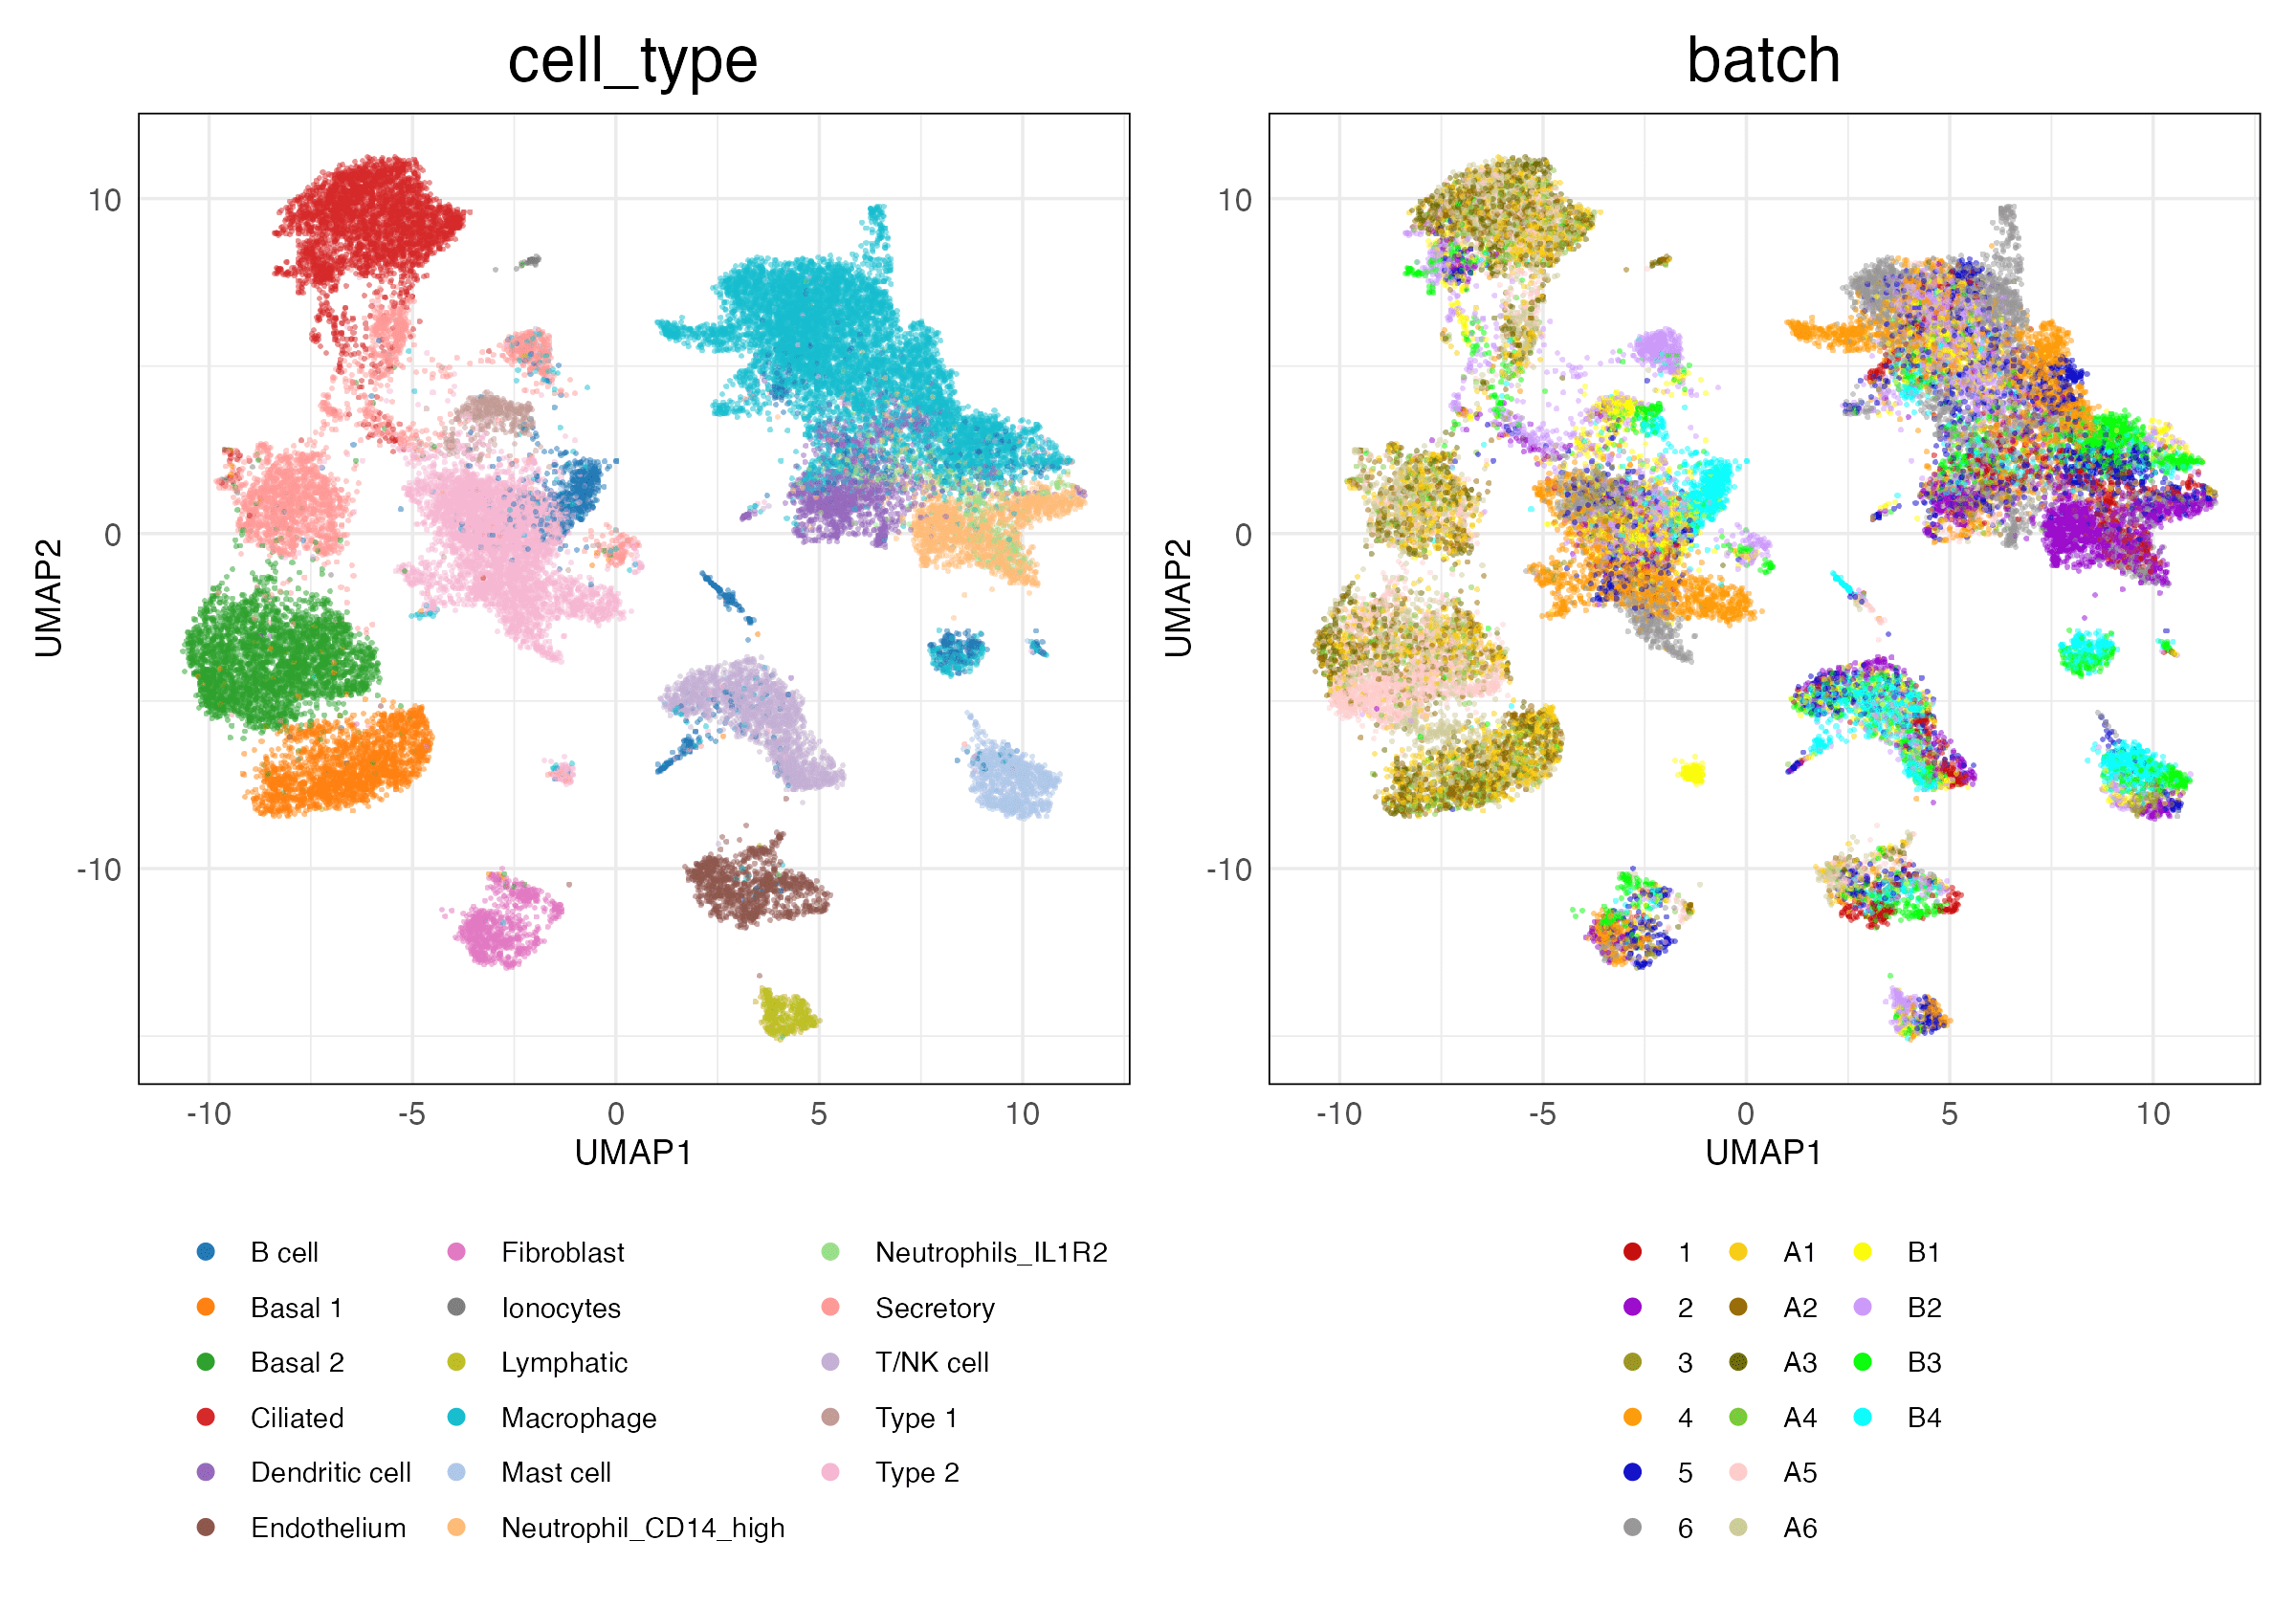 cell_type
batch
UMAP2
10
0
-10
-10 -5 0 5 10
UMAP1
UMAP2
10
0
-10
-10 -5 0 5 10
UMAP1
B cell Fibroblast Neutrophils_IL1R2
Basal 1 Ionocytes Secretory
Basal 2 Lymphatic T/NK cell
Ciliated Macrophage Type 1
Dendritic cell Mast cell Type 2
Endothelium Neutrophil_CD14_high
1 A1 B1
2 A2 B2
3 A3 B3
4 A4 B4
5 A5
6 A6